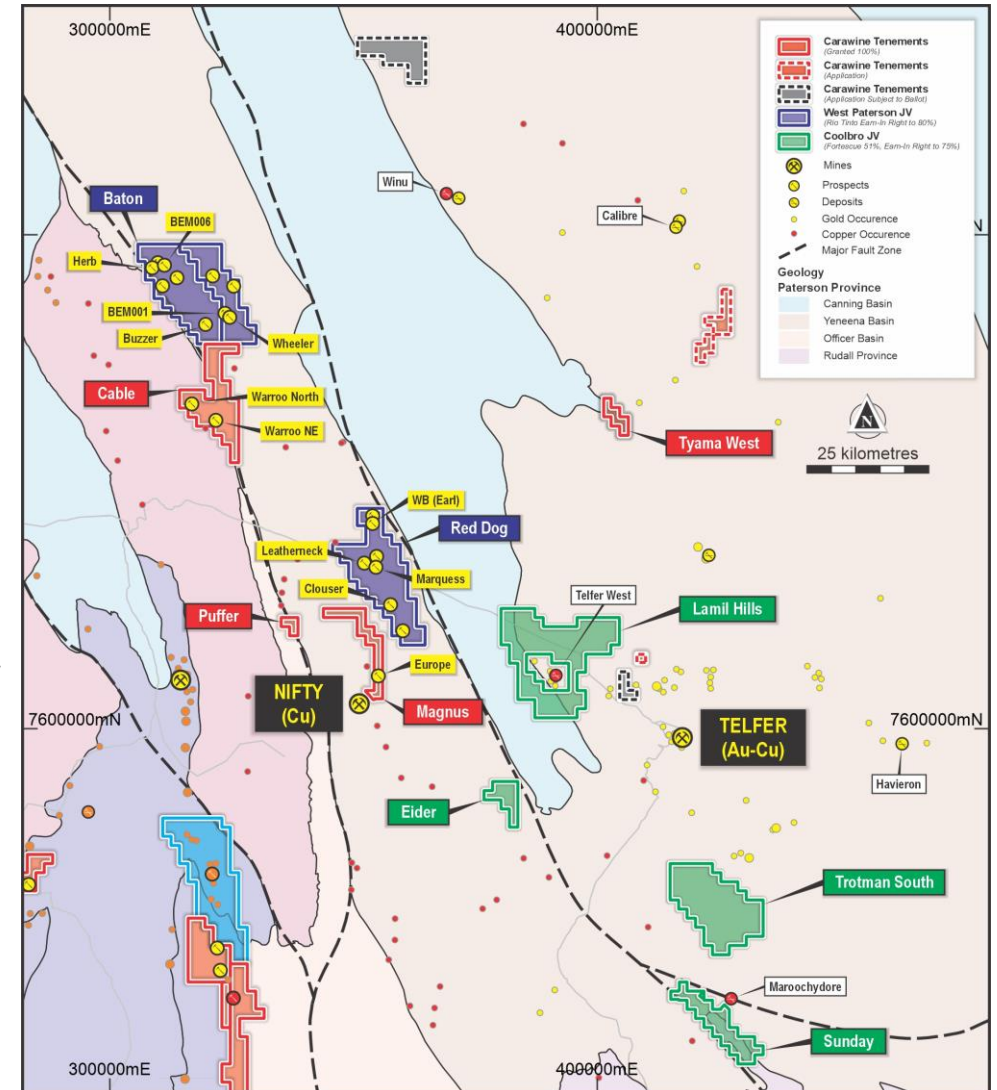 300000mE
400000mE
Carawine Tenements
(Granted 100%)
Carawine Tenements
(Application)
Carawine Tenements
(Application Subject to Ballot)
West Paterson JV
(Rio Tinto Earn-In Right to 80%)
Coolbro JV
(Fortescue 51%, Earn-In Right to 75%)
Mines
Prospects
Deposits
Gold Occurence
Copper Occurence
Major Fault Zone
Geology
Paterson Province
Canning Basin
Yeneena Basin
Officer Basin
Rudall Province
Winu
Baton
Calibre
BEM006
N
Herb
BEM001
Buzzer
Wheeler
Cable
Warroo North
Warroo NE
N
Tyama West
25 kilometres
WB (Earl)
Red Dog
Leatherneck
Marquess
Clouser
Telfer West
Lamil Hills
Puffer
Europe
P
NIFTY
(Cu)
Magnus
7600000mN
7600000mN
TELFER
(Au-Cu)
Havieron
Eider
Trotman South
Maroochydore
Sunday
300000mE
400000mE